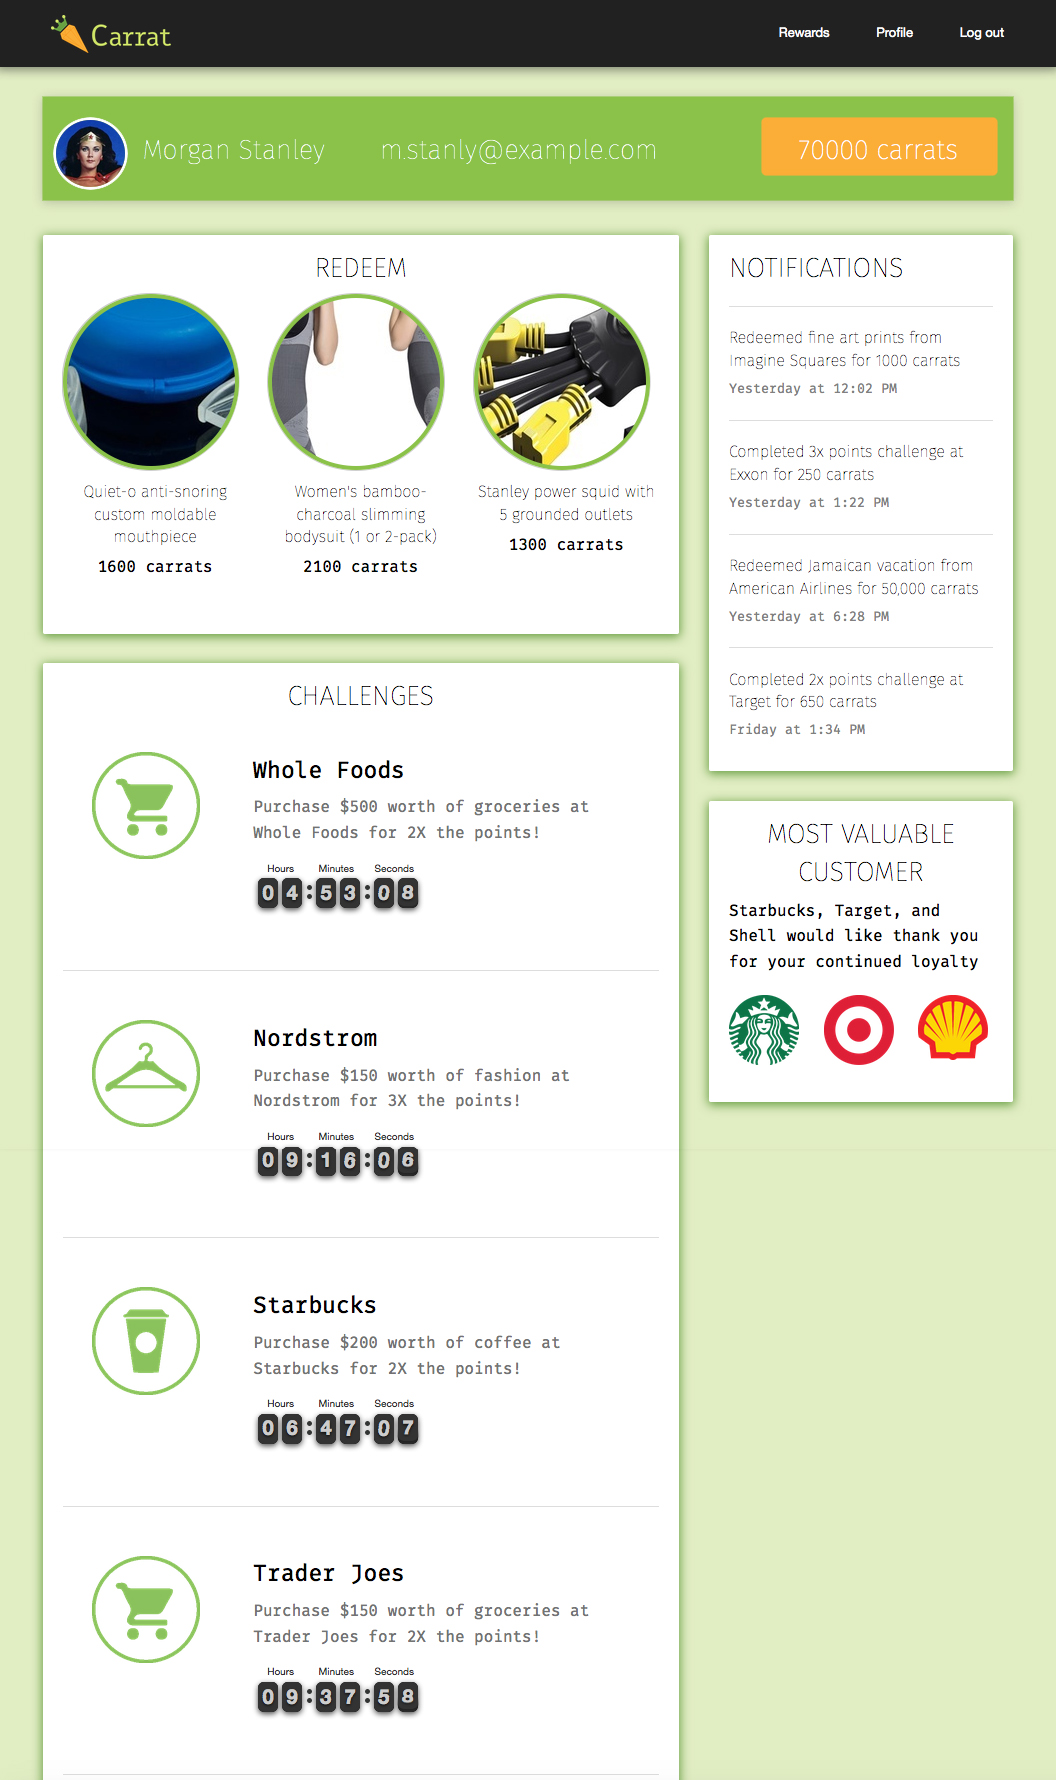 Carrat
Rewards
Profile
Log out
Morgan Stanley
m.stanly@example.com
70000 carrats
REDEEM
Quiet-o anti-snoring
custom moldable
mouthpiece
1600 carrats
Women's bamboo-
charcoal slimming
bodysuit (1 or 2-pack)
2100 carrats
Stanley power squid with
5 grounded outlets
1300 carrats
CHALLENGES
Whole Foods
Purchase $500 worth of groceries at
Whole Foods for 2X the points!
Hours Minutes Seconds
04:53:08
Nordstrom
Purchase $150 worth of fashion at
Nordstrom for 3X the points!
Hours Minutes Seconds
09:16:06
Starbucks
Purchase $200 worth of coffee at
Starbucks for 2X the points!
Hours Minutes Seconds
06:47:07
Trader Joes
Purchase $150 worth of groceries at
Trader Joes for 2X the points!
Hours Minutes Seconds
09:37:58
NOTIFICATIONS
Redeemed fine art prints from
Imagine Squares for 1000 carrats
Yesterday at 12:02 PM
Completed 3x points challenge at
Exxon for 250 carrats
Yesterday at 1:22 PM
Redeemed Jamaican vacation from
American Airlines for 50,000 carrats
Yesterday at 6:28 PM
Completed 2x points challenge at
Target for 650 carrats
Friday at 1:34 PM
MOST VALUABLE
CUSTOMER
Starbucks, Target, and
Shell would like thank you
for your continued loyalty